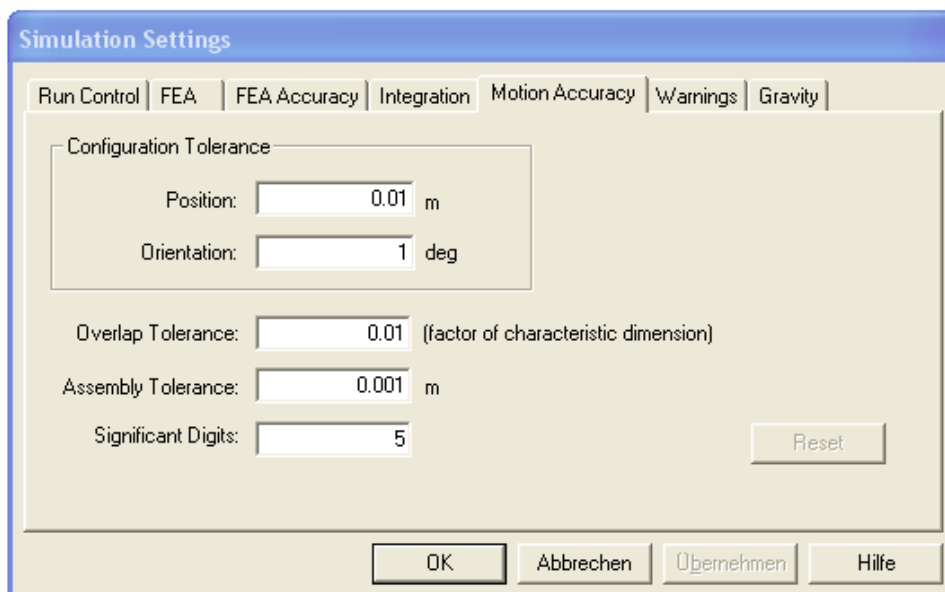 Simulation Settings
Run Control FEA FEA Accuracy Integration Motion Accuracy Warnings Gravity
Configuration Tolerance
Position: 0.01 m
Orientation: 1 deg
Overlap Tolerance: 0.01 (factor of characteristic dimension)
Assembly Tolerance: 0.001 m
Significant Digits: 5
Reset
OK Abbrechen Übernehmen Hilfe